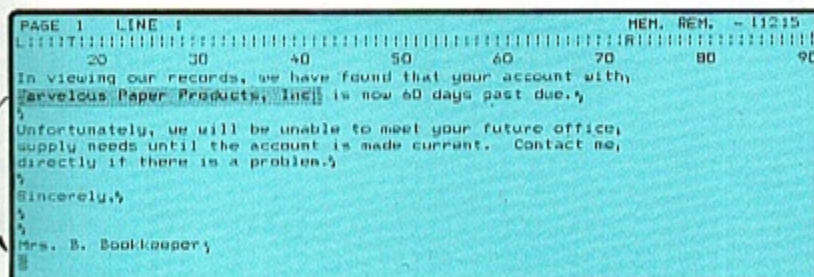 PAGE 1 LINE 1 MEM. REM. - 11215
20 30 40 50 60 70 80 90
In viewing our records, we have found that your account with
arvelous Paper Products, Inc. is now 60 days past due.
Unfortunately, we will be unable to meet your future office
supply needs until the account is made current. Contact me
directly if there is a problem.
Sincerely,
Mrs. B. Bookkeeper